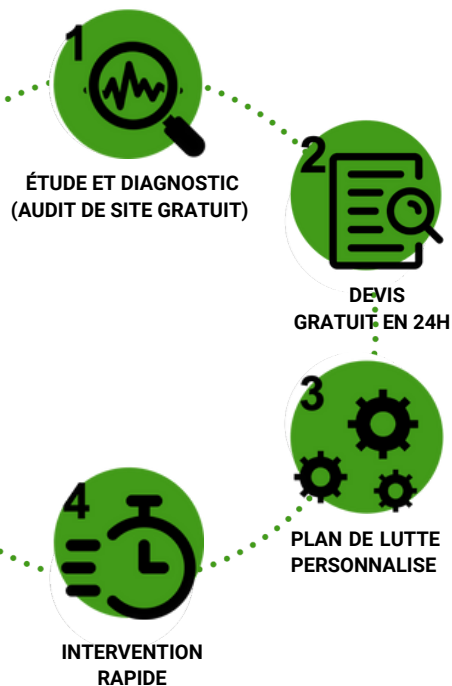 1
ÉTUDE ET DIAGNOSTIC
(AUDIT DE SITE GRATUIT)
2
DEVIS
GRATUIT EN 24H
3
PLAN DE LUTTE
PERSONNALISE
4
INTERVENTION
RAPIDE